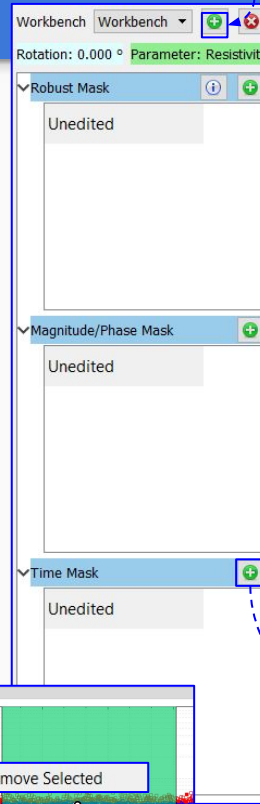 Workbench Workbench
Rotation: 0.000 ° Parameter: Resistivit
Robust Mask
Unedited
Magnitude/Phase Mask
Unedited
Time Mask
Unedited
move Selected